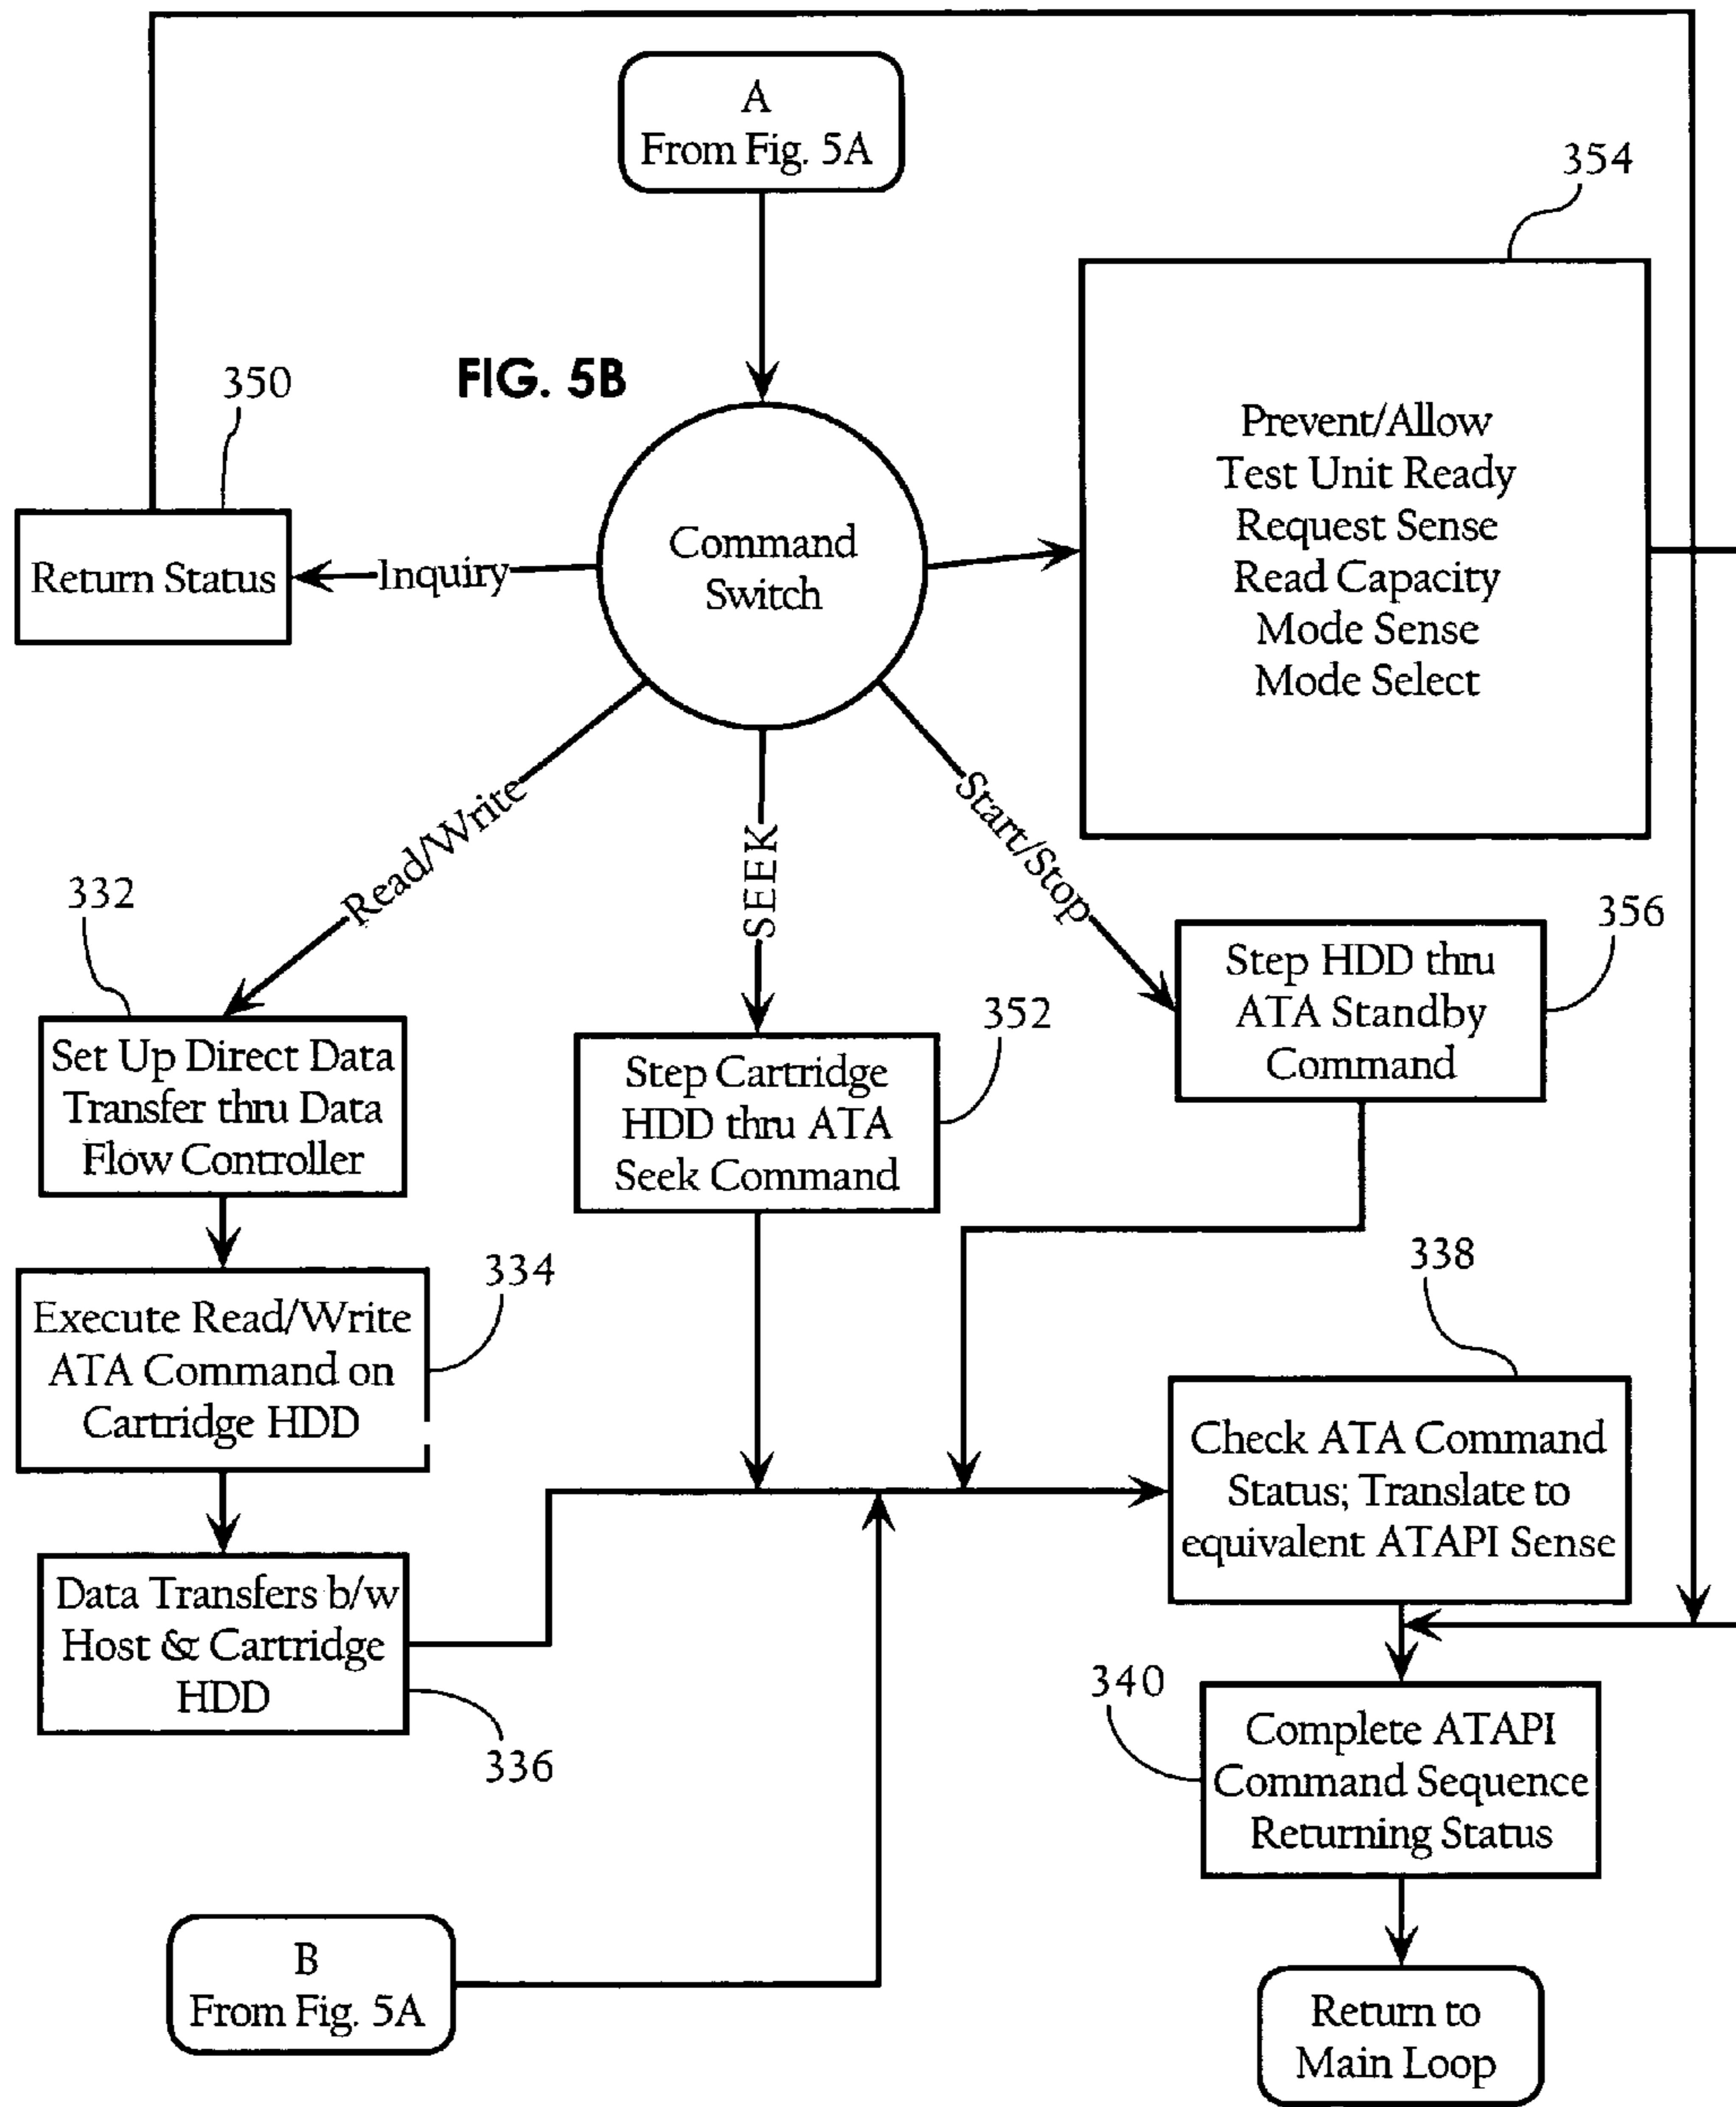 A
From Fig. 5A
354
FIG. 5B
350
Prevent/Allow
Test Unit Ready
Request Sense
Read Capacity
Mode Sense
Mode Select
Command
Switch
Inquiry
Return Status
Read/Write
SEEK
Start/Stop
332
356
Step HDD thru
ATA Standby
Command
352
Set Up Direct Data
Transfer thru Data
Flow Controller
Step Cartridge
HDD thru ATA
Seek Command
334
338
Execute Read/Write
ATA Command on
Cartridge HDD
Check ATA Command
Status; Translate to
equivalent ATAPI Sense
Data Transfers b/w
Host & Cartridge
HDD
336
340
Complete ATAPI
Command Sequence
Returning Status
B
From Fig. 5A
Return to
Main Loop